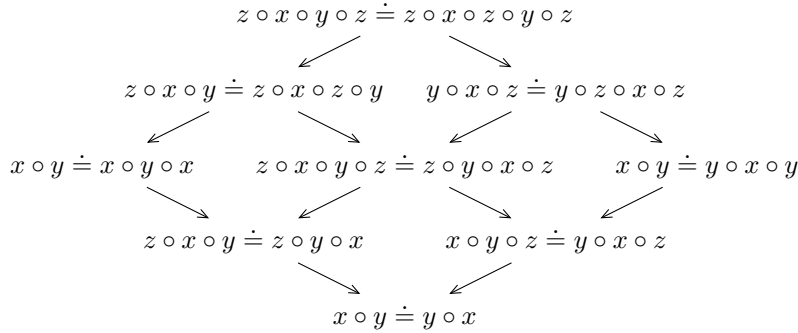 z ∘ x ∘ y ∘ z ≐ z ∘ x ∘ z ∘ y ∘ z
z ∘ x ∘ y ≐ z ∘ x ∘ z ∘ y y ∘ x ∘ z ≐ y ∘ z ∘ x ∘ z
x ∘ y ≐ x ∘ y ∘ x z ∘ x ∘ y ∘ z ≐ z ∘ y ∘ x ∘ z x ∘ y ≐ y ∘ x ∘ y
z ∘ x ∘ y ≐ z ∘ y ∘ x x ∘ y ∘ z ≐ y ∘ x ∘ z
x ∘ y ≐ y ∘ x